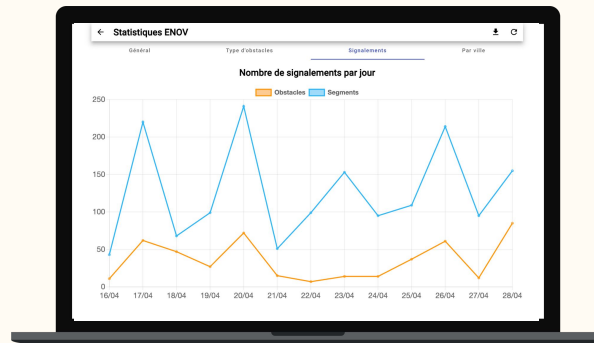 Statistiques ENOV
Général Type d'obstacles Signalements Par ville
Nombre de signalements par jour
Obstacles Segments
250
200
150
100
50
0
16/04 17/04 18/04 19/04 20/04 21/04 22/04 23/04 24/04 25/04 26/04 27/04 28/04